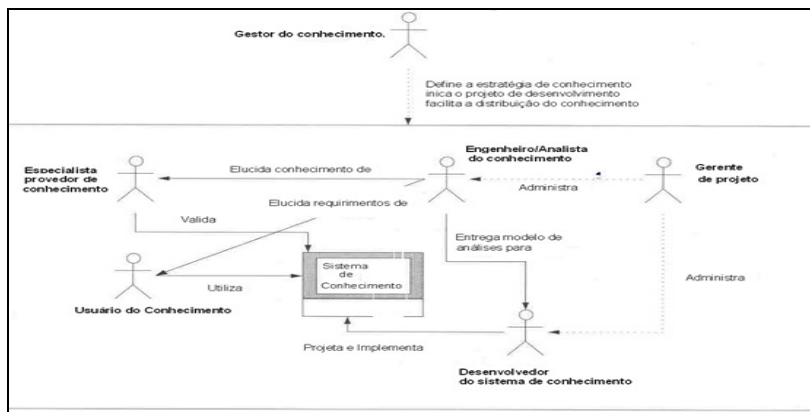 Gestor do conhecimento.
Define a estratégia de conhecimento
inica o projeto de desenvolvimento
facilita a distribuição do conhecimento
Especialista
provedor de
conhecimento
Elucida conhecimento de
Engenheiro/Analista
do conhecimento
Administra
Gerente
de projeto
Elucida requirimentos de
Valida
Entrega modelo de
análises para
Sistema
de
Conhecimento
Utiliza
Administra
Usuário do Conhecimento
Projeta e Implementa
Desenvolvedor
do sistema de conhecimento